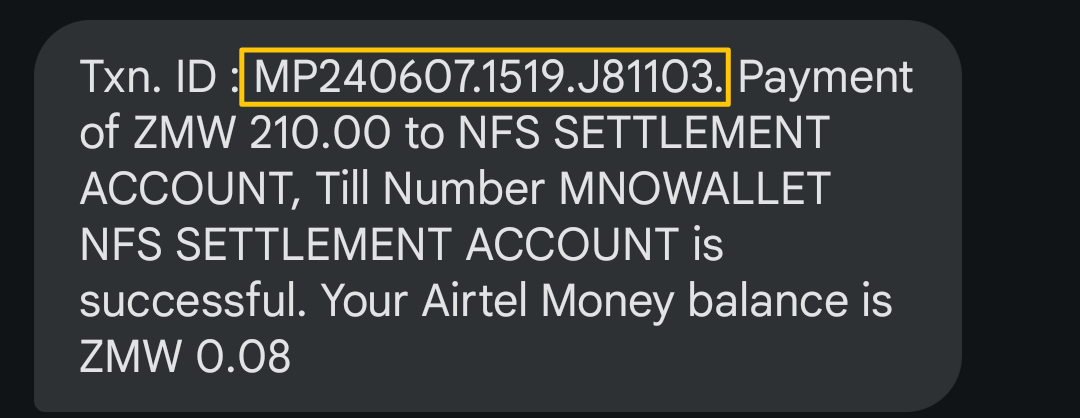 Txn. ID : MP240607.1519.J81103. Payment
of ZMW 210.00 to NFS SETTLEMENT
ACCOUNT, Till Number MNOWALLET
NFS SETTLEMENT ACCOUNT is
successful. Your Airtel Money balance is
ZMW 0.08